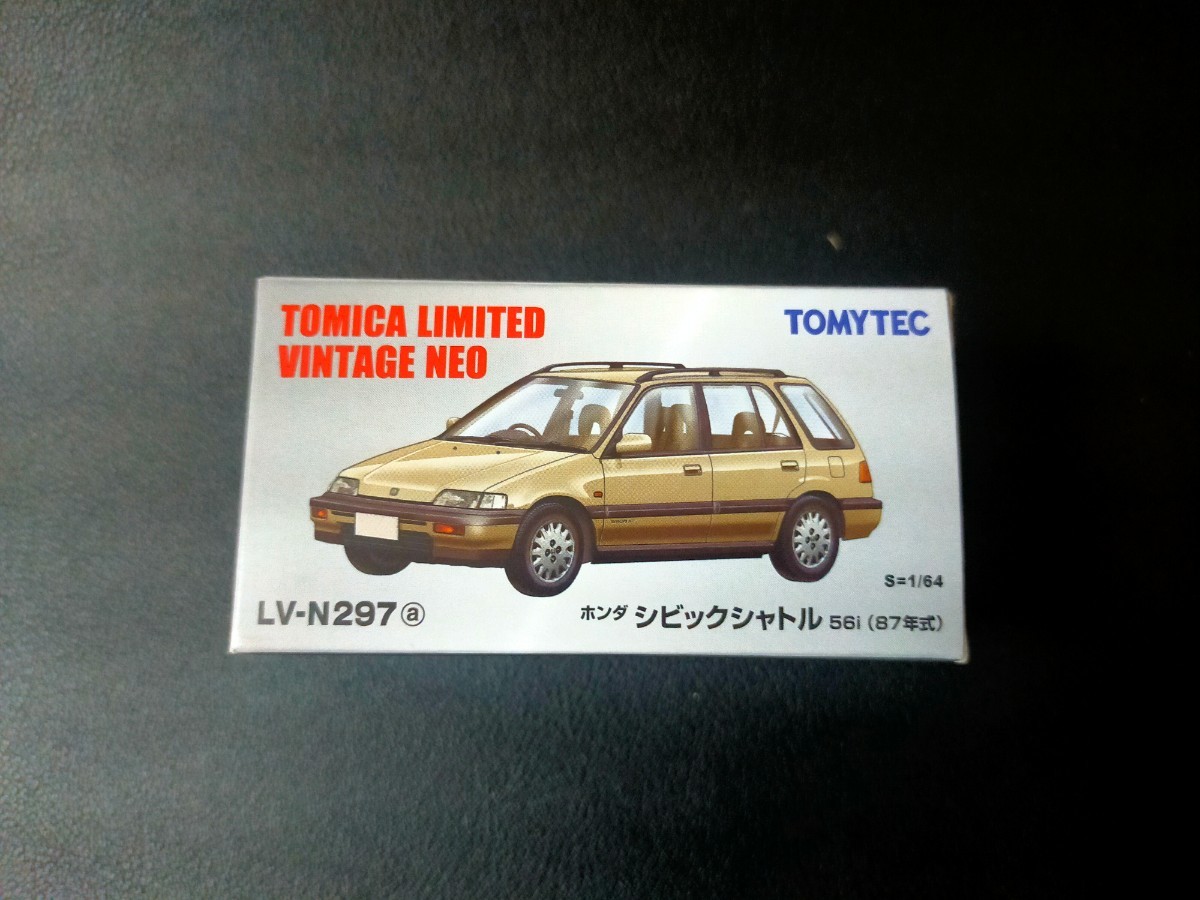 TOMICA LIMITED
VINTAGE NEO
TOMYTEC
S=1/64
LV-N297 ⓐ
ホンダ シビックシャトル 56i (87年式)